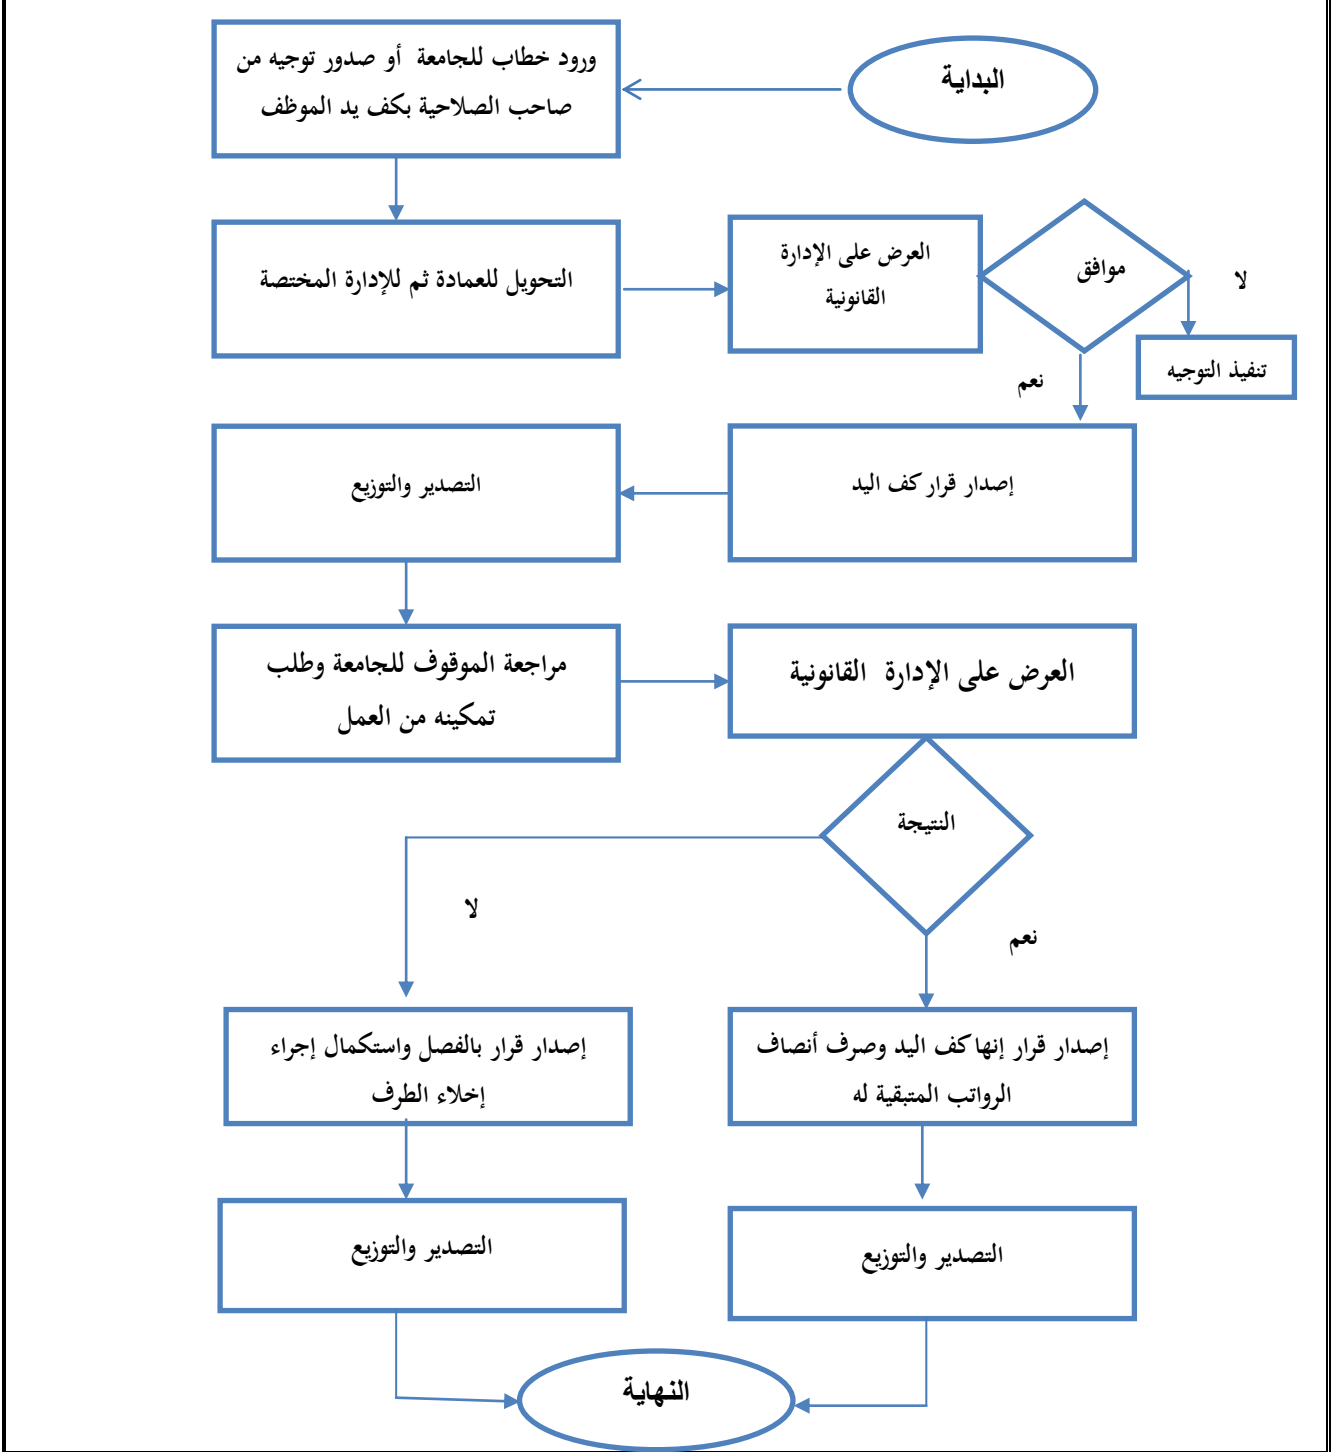 البداية
ورود خطاب للجامعة أو صدور توجيه من
صاحب الصلاحية بكف يد الموظف
التحويل للعمادة ثم للإدارة المختصة
العرض على الإدارة
القانونية
موافق
لا
تنفيذ التوجيه
نعم
إصدار قرار كف اليد
التصدير والتوزيع
مراجعة الموقوف للجامعة وطلب
تمكينه من العمل
العرض على الإدارة القانونية
النتيجة
لا
نعم
إصدار قرار إنها كف اليد وصرف أنصاف
الرواتب المتبقية له
إصدار قرار بالفصل واستكمال إجراء
إخلاء الطرف
التصدير والتوزيع
التصدير والتوزيع
النهاية